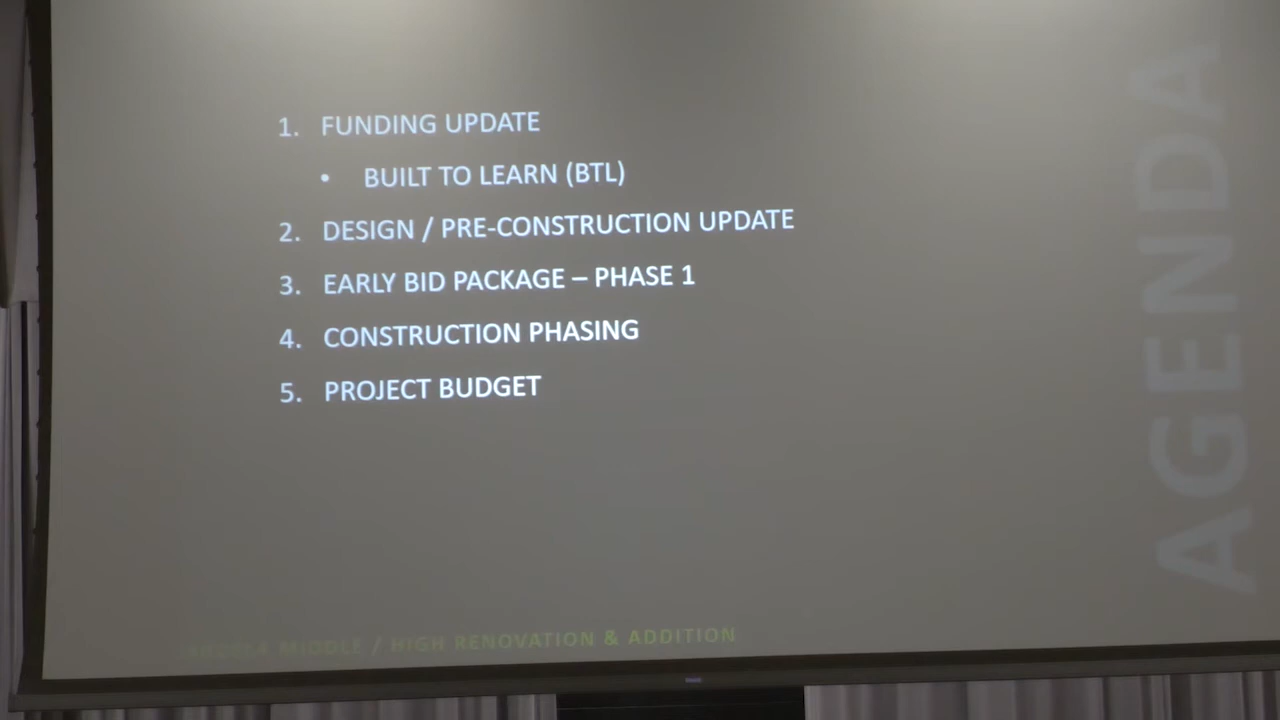 1. FUNDING UPDATE
• BUILT TO LEARN (BTL)
2. DESIGN / PRE-CONSTRUCTION UPDATE
3. EARLY BID PACKAGE – PHASE 1
4. CONSTRUCTION PHASING
5. PROJECT BUDGET
AGENDA
MIDDLE / HIGH RENOVATION & ADDITION